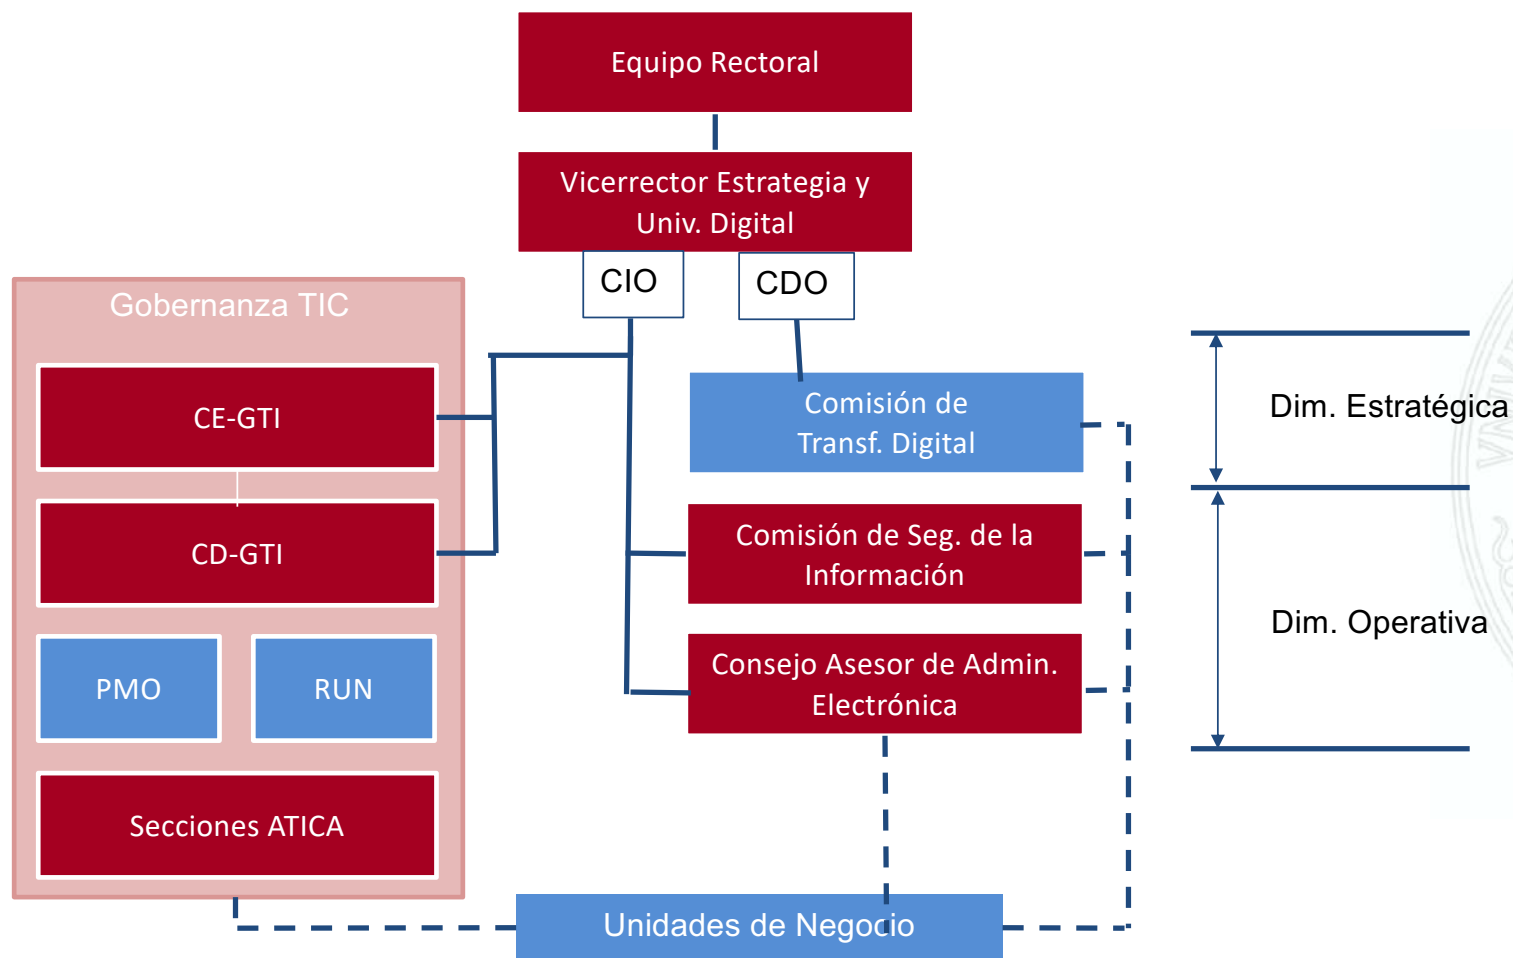 Equipo Rectoral
Vicerrector Estrategia y
Univ. Digital
CIO
CDO
Gobernanza TIC
CE-GTI
CD-GTI
PMO
RUN
Secciones ATICA
Comisión de
Transf. Digital
Comisión de Seg. de la
Información
Consejo Asesor de Admin.
Electrónica
Unidades de Negocio
Dim. Estratégica
Dim. Operativa